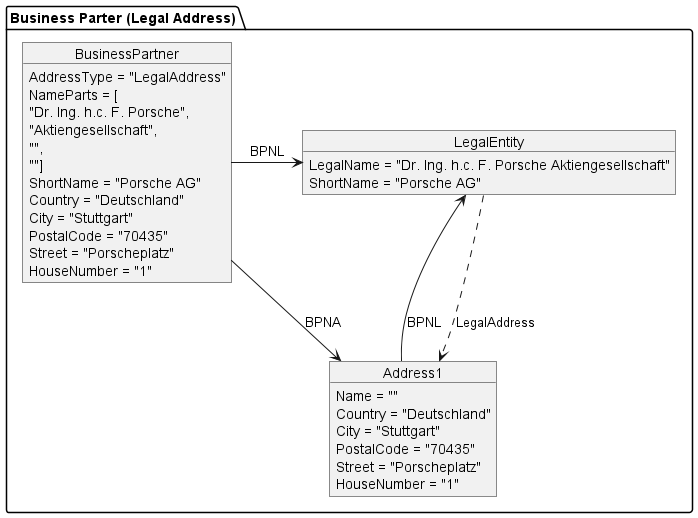 Business Parter (Legal Address)
BusinessPartner
AddressType = "LegalAddress"
NameParts = [
"Dr. Ing. h.c. F. Porsche",
"Aktiengesellschaft",
"",
""]
ShortName = "Porsche AG"
Country = "Deutschland"
City = "Stuttgart"
PostalCode = "70435"
Street = "Porscheplatz"
HouseNumber = "1"
BPNL
LegalEntity
LegalName = "Dr. Ing. h.c. F. Porsche Aktiengesellschaft"
ShortName = "Porsche AG"
BPNA
BPNL
LegalAddress
Address1
Name = ""
Country = "Deutschland"
City = "Stuttgart"
PostalCode = "70435"
Street = "Porscheplatz"
HouseNumber = "1"